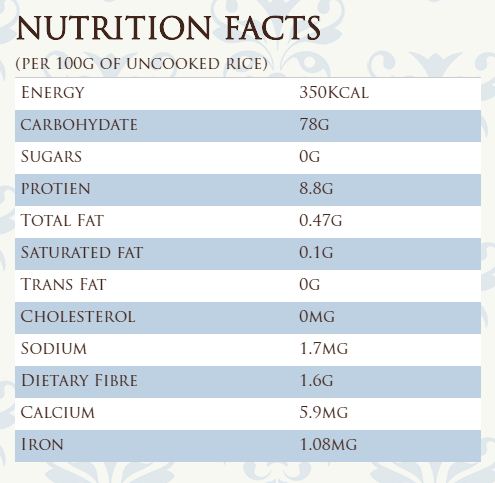 NUTRITION FACTS
(PER 100G OF UNCOOKED RICE)
ENERGY 350KCAL
CARBOHYDATE 78G
SUGARS 0G
PROTIEN 8.8G
TOTAL FAT 0.47G
SATURATED FAT 0.1G
TRANS FAT 0G
CHOLESTEROL 0MG
SODIUM 1.7MG
DIETARY FIBRE 1.6G
CALCIUM 5.9MG
IRON 1.08MG